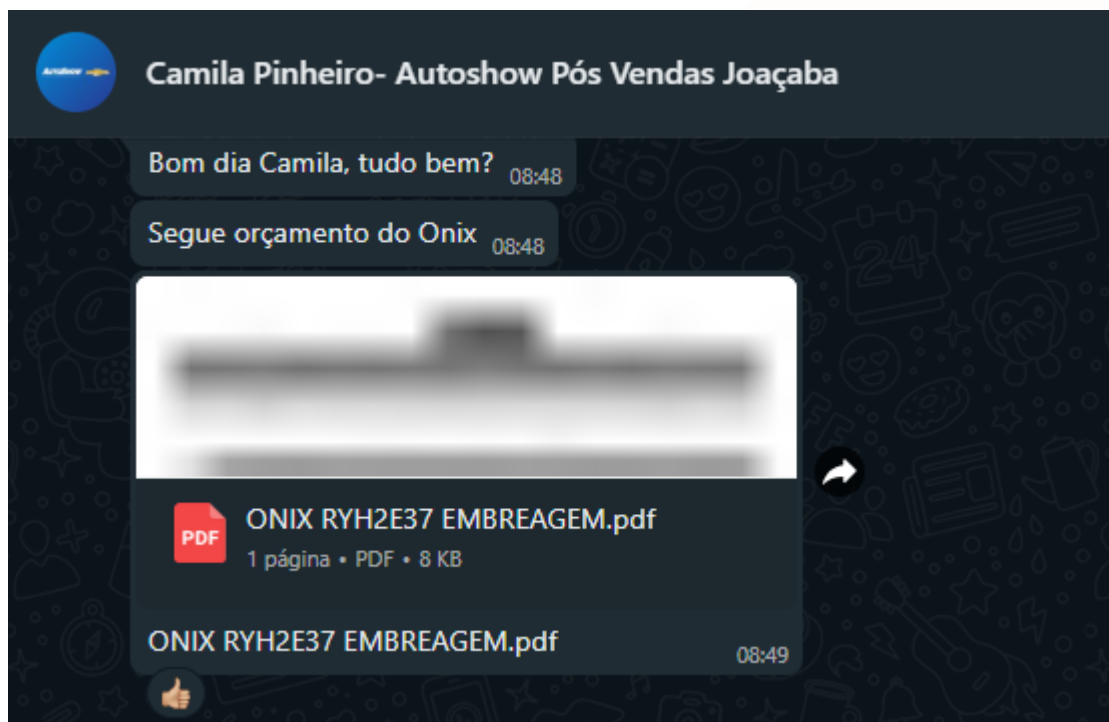 Camila Pinheiro- Autoshow Pós Vendas Joaçaba
Bom dia Camila, tudo bem? 08:48
Segue orçamento do Onix 08:48
PDF
ONIX RYH2E37 EMBREAGEM.pdf
1 página • PDF • 8 KB
ONIX RYH2E37 EMBREAGEM.pdf
08:49